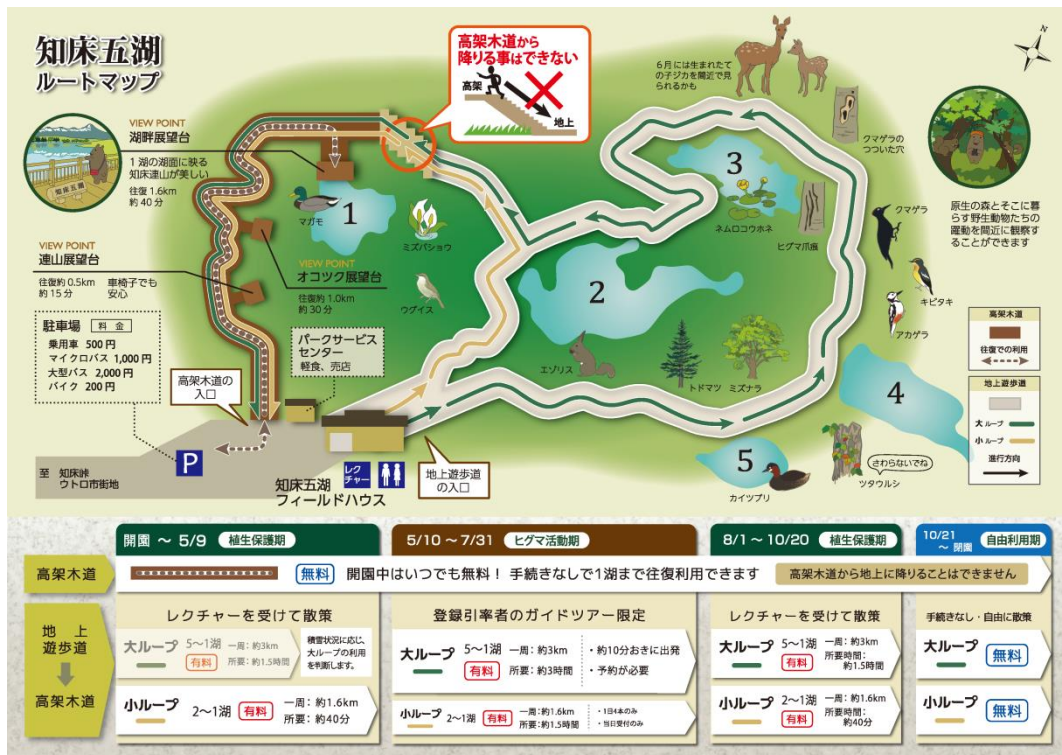 知床五湖
ルートマップ
高架木道から
降りる事はできない
高架
地上
N
6月には生まれたて
の子ジカを間近で見
られるかも
クマゲラの
つついた穴
VIEW POINT
湖畔展望台
1湖の湖面に映る
知床連山が美しい
往復1.6km
約40分
知床五湖
VIEW POINT
連山展望台
往復約0.5km
約15分
車椅子でも
安心
VIEW POINT
オコツク展望台
往復約1.0km
約30分
マガモ
1
ミズバショウ
ウグイス
2
3
ネムロコウホネ
ヒグマ爪痕
クマゲラ
キビタキ
アカゲラ
原生の森とそこに暮
らす野生動物たちの
躍動を間近に観察す
ることができます
エゾリス
トドマツ
ミズナラ
4
5
カイツブリ
さわらないでね
ツタウルシ
高架木道
往復での利用
地上遊歩道
大ループ
小ループ
進行方向
駐車場 料金
乗用車 500円
マイクロバス 1,000円
大型バス 2,000円
バイク 200円
パークサービス
センター
軽食、売店
高架木道の
入口
P
至 知床峠
ウトロ市街地
知床五湖
フィールドハウス
レク
チャー
地上遊歩道
の入口
開園 ～ 5/9 植生保護期
5/10 ～ 7/31 ヒグマ活動期
8/1 ～ 10/20 植生保護期
10/21
～ 閉園
自由利用期
高架木道
無料 開園中はいつでも無料！ 手続きなしで1湖まで往復利用できます
高架木道から地上に降りることはできません
地上
遊歩道
高架木道
レクチャーを受けて散策
大ループ 5～1湖 有料 一周：約3km
所要：約1.5時間
積雪状況に応じ、
大ループの利用
を判断します。
小ループ 2～1湖 有料 一周：約1.6km
所要：約40分
登録引率者のガイドツアー限定
大ループ 5～1湖 有料 一周：約3km
所要：約3時間
・約10分おきに出発
・予約が必要
小ループ 2～1湖 有料 一周：約1.6km
所要：約1.5時間
・1日4本のみ
・当日受付のみ
レクチャーを受けて散策
大ループ 5～1湖 有料 一周：約3km
所要時間：
約1.5時間
小ループ 2～1湖 有料 一周：約1.6km
所要時間：
約40分
手続きなし・自由に散策
大ループ 無料
小ループ 無料